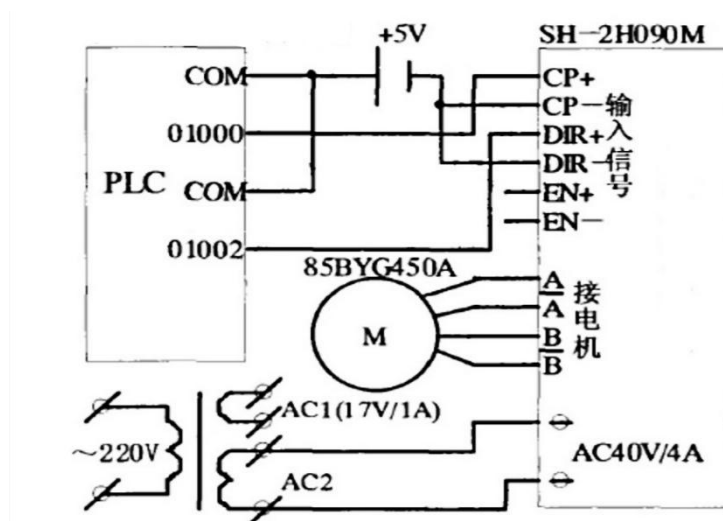 +5V
SH-2H090M
PLC
COM
01000
COM
01002
CP+
CP-
DIR+
DIR-
EN+
EN-
输入信号
85BYG450A
M
A
A̅
B
B̅
接电机
~220V
AC1(17V/1A)
AC2
AC40V/4A